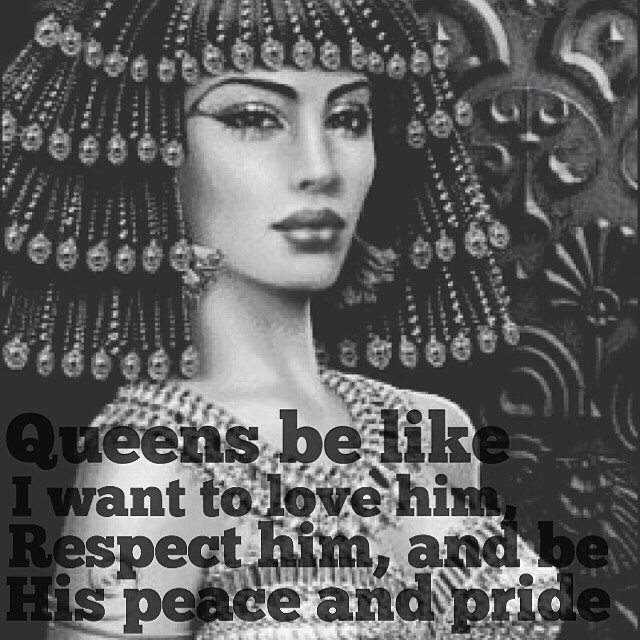 Queens be like
I want to love him,
Respect him, and be
His peace and pride